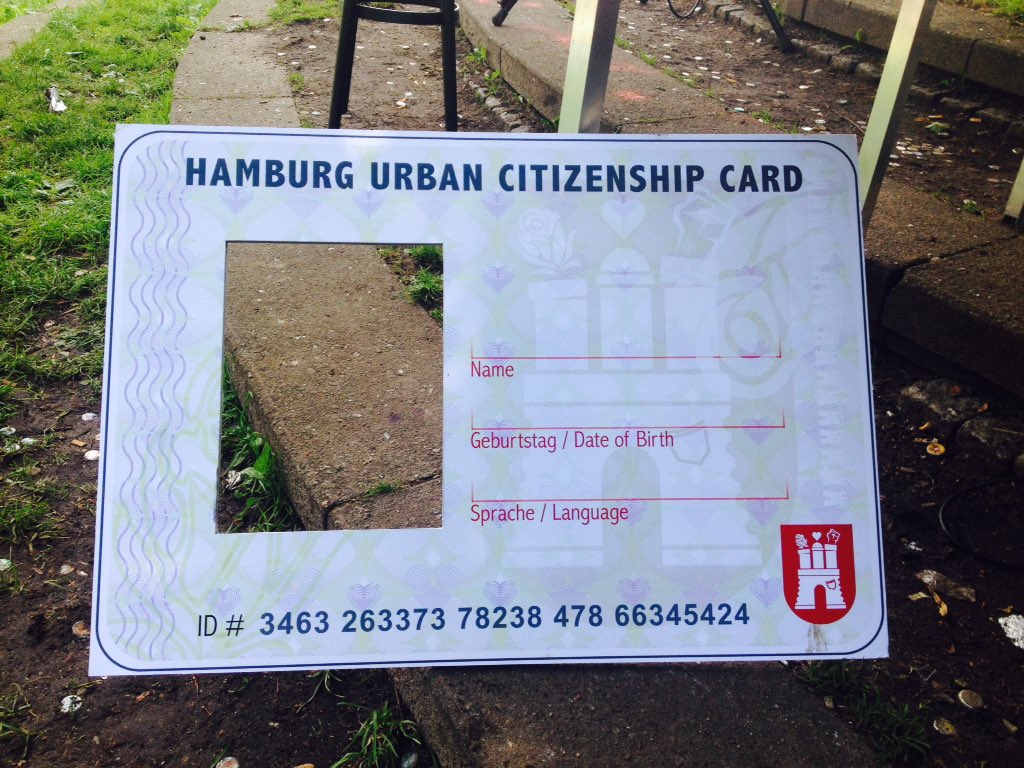 HAMBURG URBAN CITIZENSHIP CARD
Name
Geburtstag / Date of Birth
Sprache / Language
ID # 3463 263373 78238 478 66345424